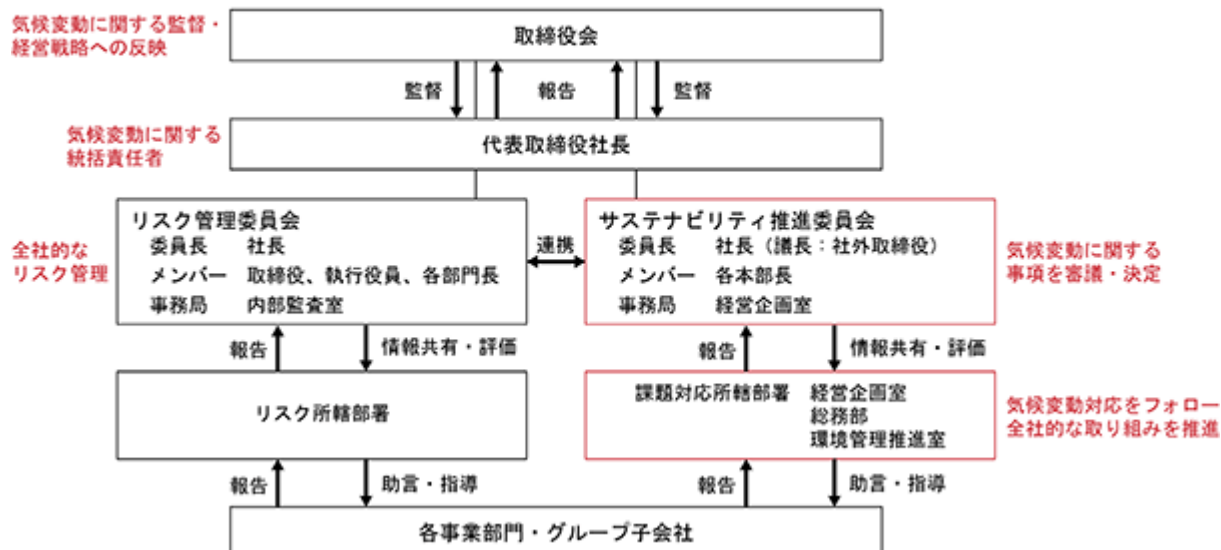 気候変動に関する監督・
経営戦略への反映
取締役会
監督
報告
監督
気候変動に関する
統括責任者
代表取締役社長
全社的な
リスク管理
リスク管理委員会
委員長 社長
メンバー 取締役、執行役員、各部門長
事務局 内部監査室
連携
サステナビリティ推進委員会
委員長 社長（議長：社外取締役）
メンバー 各本部長
事務局 経営企画室
気候変動に関する
事項を審議・決定
報告
情報共有・評価
報告
情報共有・評価
リスク所轄部署
課題対応所轄部署 経営企画室
総務部
環境管理推進室
気候変動対応をフォロー
全社的な取り組みを推進
報告
助言・指導
報告
助言・指導
各事業部門・グループ子会社